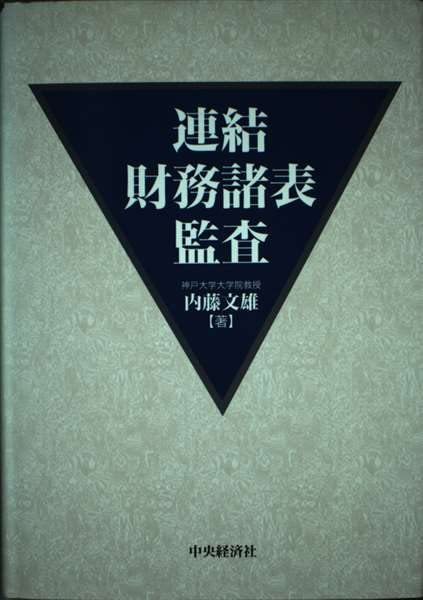 連結
財務諸表
監査
神戸大学大学院教授
内藤文雄
【著】
中央経済社